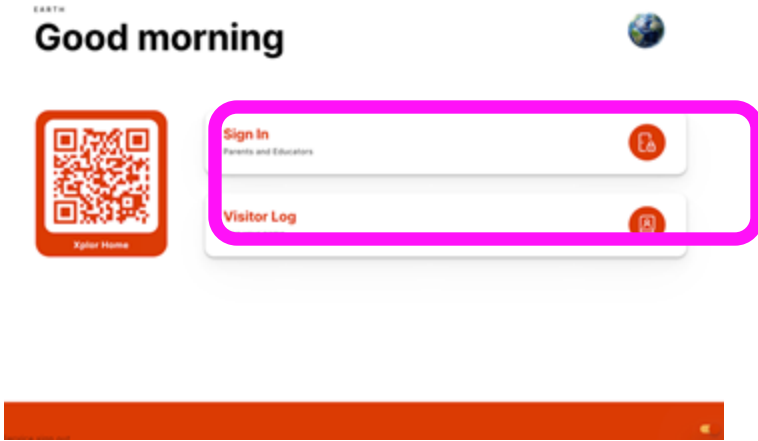 EARTH
Good morning
Sign In
Parents and Educators
Visitor Log
Xplor Home